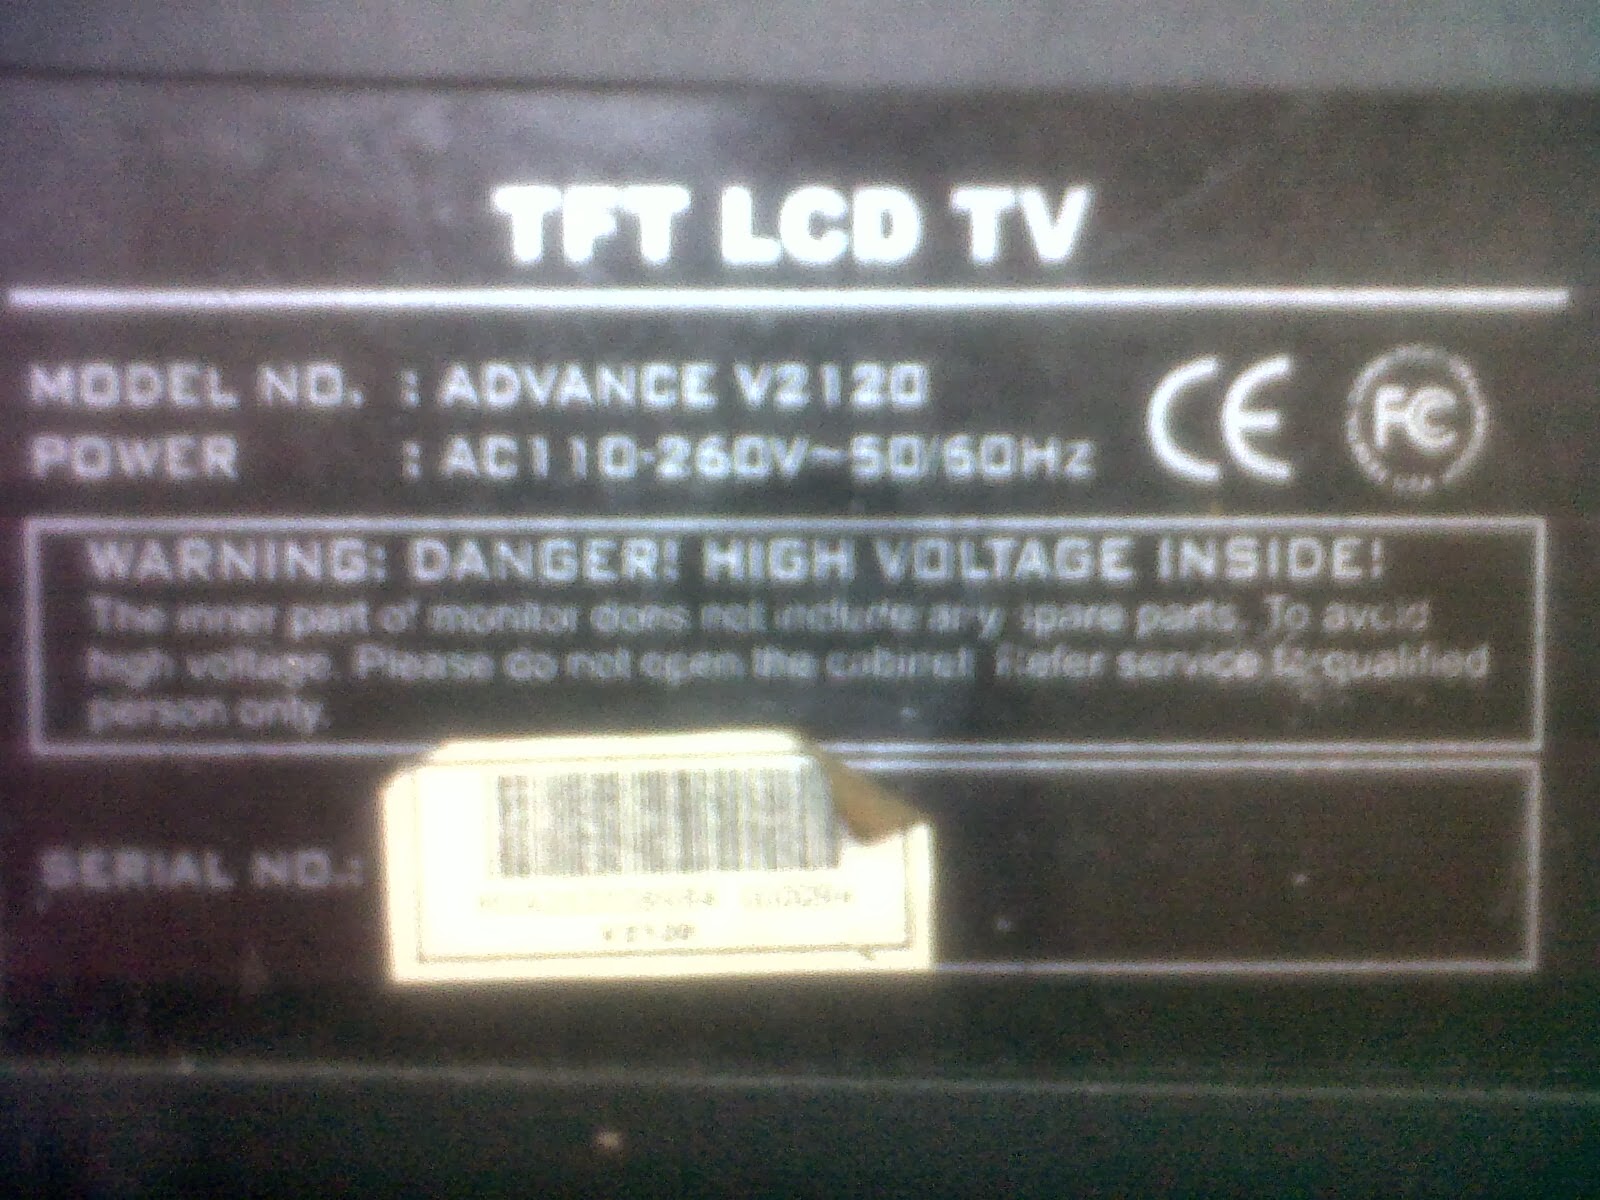 TFT LCD TV
MODEL NO. : ADVANCE V2120
POWER : AC110-260V~50/60Hz
CE FC
WARNING: DANGER! HIGH VOLTAGE INSIDE!
The inner part of monitor does not include any spare parts. To avoid
high voltage. Please do not open the cabinet. Refer service to qualified
person only.
SERIAL NO.: